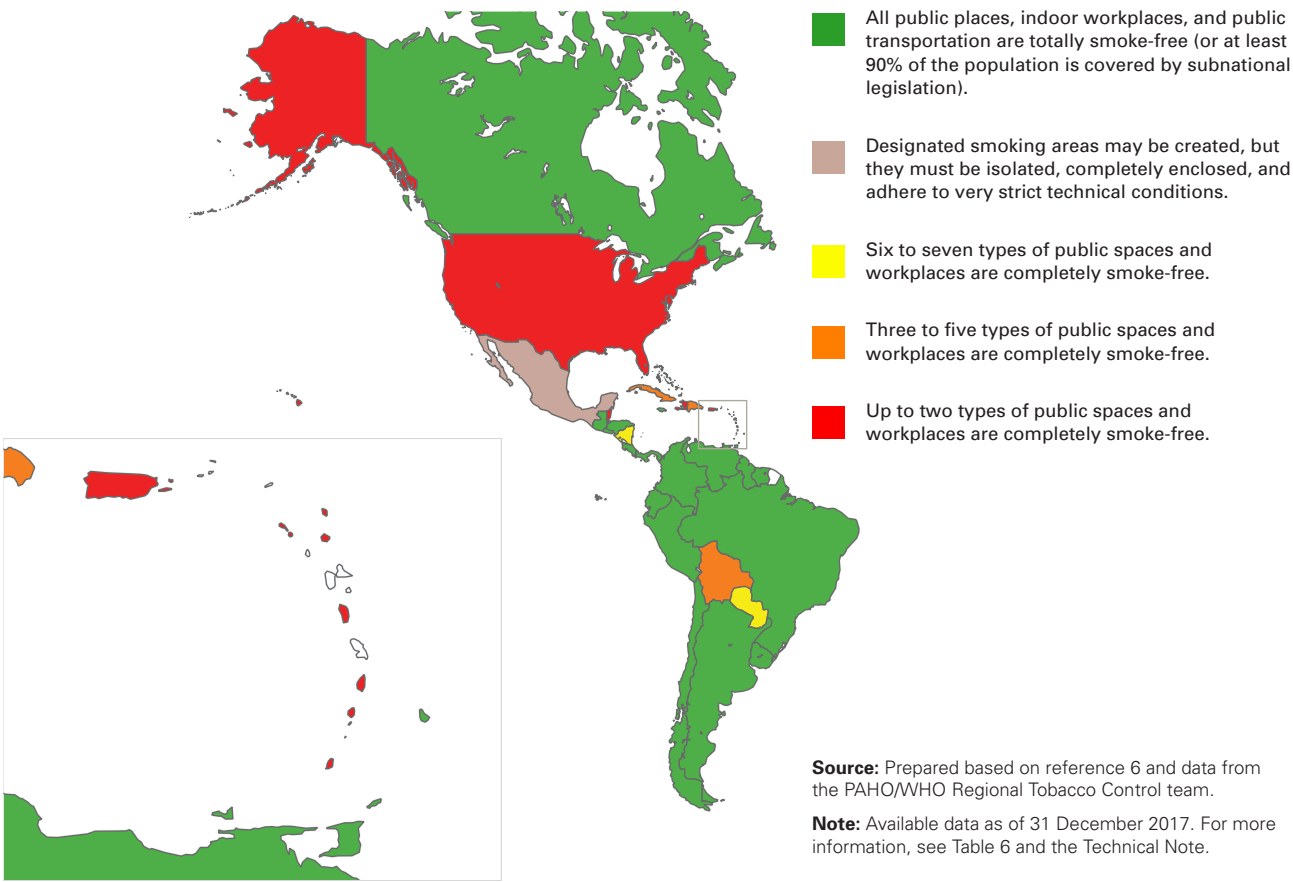 All public places, indoor workplaces, and public
transportation are totally smoke-free (or at least
90% of the population is covered by subnational
legislation).
Designated smoking areas may be created, but
they must be isolated, completely enclosed, and
adhere to very strict technical conditions.
Six to seven types of public spaces and
workplaces are completely smoke-free.
Three to five types of public spaces and
workplaces are completely smoke-free.
Up to two types of public spaces and
workplaces are completely smoke-free.
Source: Prepared based on reference 6 and data from
the PAHO/WHO Regional Tobacco Control team.
Note: Available data as of 31 December 2017. For more
information, see Table 6 and the Technical Note.